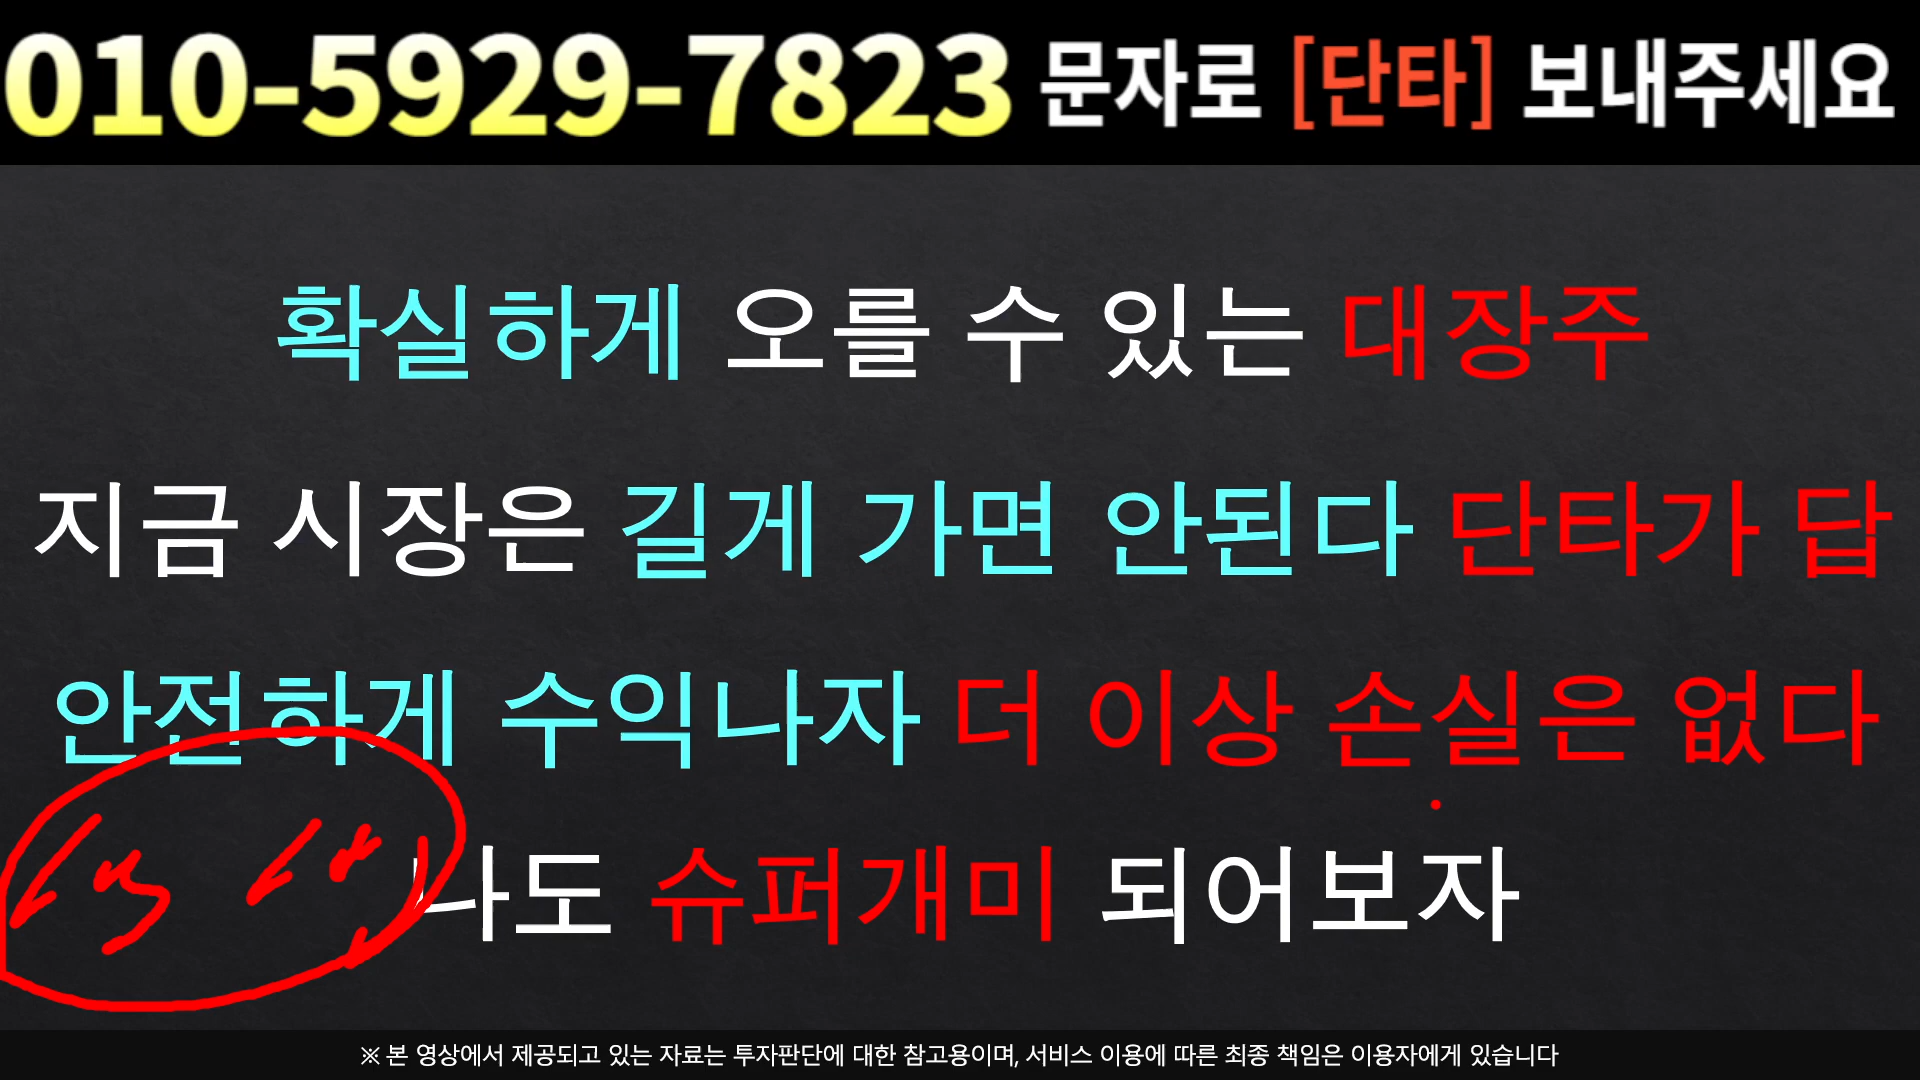 010-5929-7823 문자로 [단타] 보내주세요
확실하게 오를 수 있는 대장주
지금 시장은 길게 가면 안된다 단타가 답
안전하게 수익나자 더 이상 손실은 없다
나도 슈퍼개미 되어보자
※ 본 영상에서 제공되고 있는 자료는 투자판단에 대한 참고용이며, 서비스 이용에 따른 최종 책임은 이용자에게 있습니다